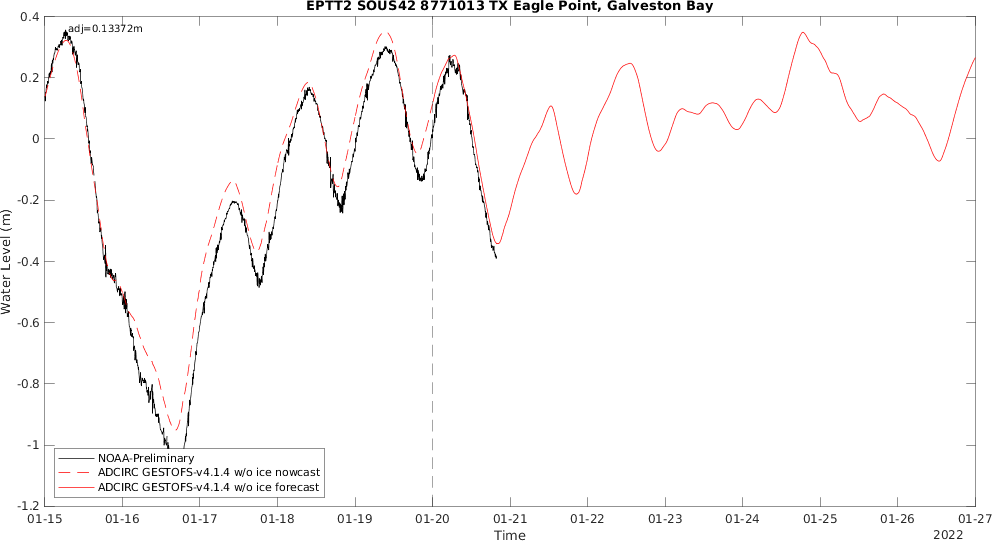 EPTT2 SOUS42 8771013 TX Eagle Point, Galveston Bay
adj=0.13372m
0.4
0.2
0
-0.2
-0.4
-0.6
-0.8
-1
-1.2
Water Level (m)
NOAA-Preliminary
ADCIRC GESTOFS-v4.1.4 w/o ice nowcast
ADCIRC GESTOFS-v4.1.4 w/o ice forecast
01-15 01-16 01-17 01-18 01-19 01-20 01-21 01-22 01-23 01-24 01-25 01-26 01-27
Time
2022